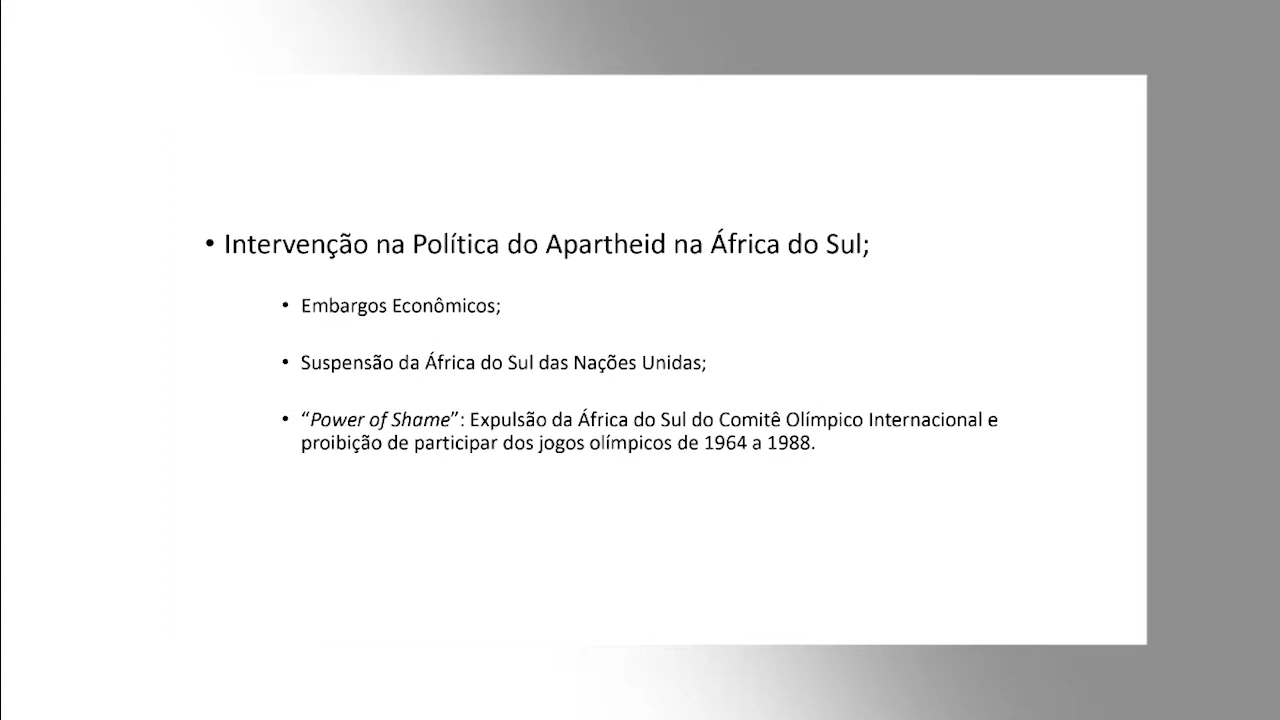 • Intervenção na Política do Apartheid na África do Sul;
• Embargos Econômicos;
• Suspensão da África do Sul das Nações Unidas;
• “Power of Shame”: Expulsão da África do Sul do Comitê Olímpico Internacional e
proibição de participar dos jogos olímpicos de 1964 a 1988.